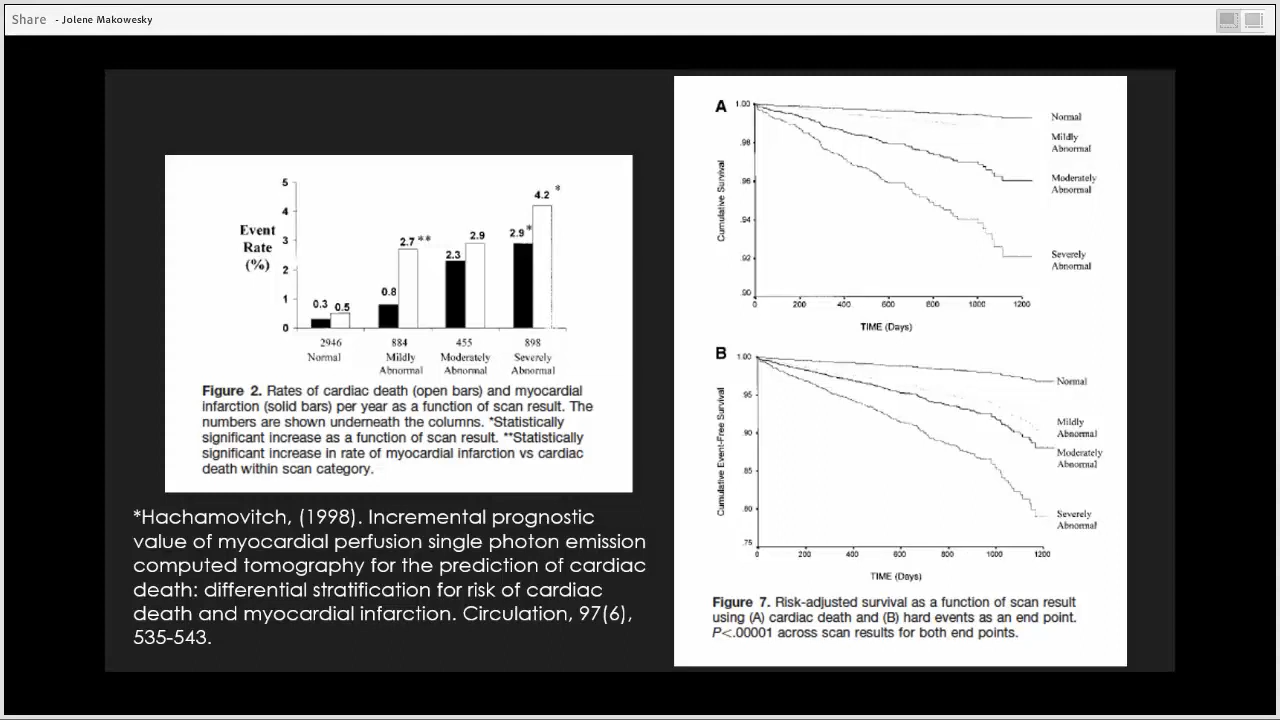 Share - Jolene Makowesky
5
4
3
2
1
0
Event
Rate
(%)
0.3
0.5
0.8
2.7 **
2.3
2.9
2.9 *
4.2 *
2946
884
455
898
Normal
Mildly
Abnormal
Moderately
Abnormal
Severely
Abnormal
Figure 2. Rates of cardiac death (open bars) and myocardial
infarction (solid bars) per year as a function of scan result. The
numbers are shown underneath the columns. *Statistically
significant increase as a function of scan result. **Statistically
significant increase in rate of myocardial infarction vs cardiac
death within scan category.
*Hachamovitch, (1998). Incremental prognostic
value of myocardial perfusion single photon emission
computed tomography for the prediction of cardiac
death: differential stratification for risk of cardiac
death and myocardial infarction. Circulation, 97(6),
535-543.
A
1.00
.98
.96
.94
.92
.90
Cumulative Survival
0 200 400 600 800 1000 1200
TIME (Days)
Normal
Mildly
Abnormal
Moderately
Abnormal
Severely
Abnormal
B
1.00
.95
.90
.85
.80
.75
Cumulative Event-Free Survival
0 200 400 600 800 1000 1200
TIME (Days)
Normal
Mildly
Abnormal
Moderately
Abnormal
Severely
Abnormal
Figure 7. Risk-adjusted survival as a function of scan result
using (A) cardiac death and (B) hard events as an end point.
P<.00001 across scan results for both end points.